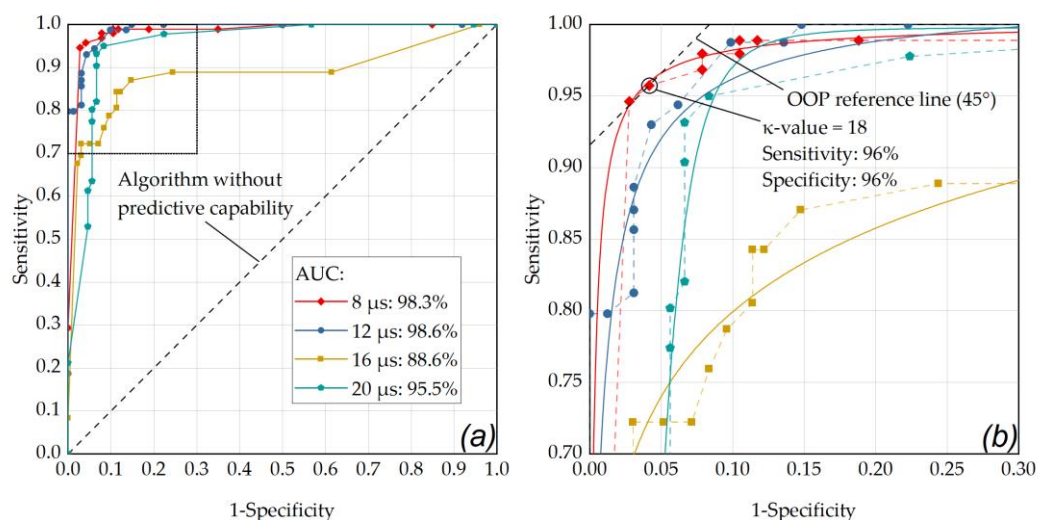 1.0
0.9
0.8
0.7
0.6
0.5
0.4
0.3
0.2
0.1
0.0
Sensitivity
Algorithm without
predictive capability
AUC:
8 µs: 98.3%
12 µs: 98.6%
16 µs: 88.6%
20 µs: 95.5%
(a)
0.0 0.1 0.2 0.3 0.4 0.5 0.6 0.7 0.8 0.9 1.0
1-Specificity
1.00
0.95
0.90
0.85
0.80
0.75
0.70
Sensitivity
OOP reference line (45°)
κ-value = 18
Sensitivity: 96%
Specificity: 96%
(b)
0.00 0.05 0.10 0.15 0.20 0.25 0.30
1-Specificity